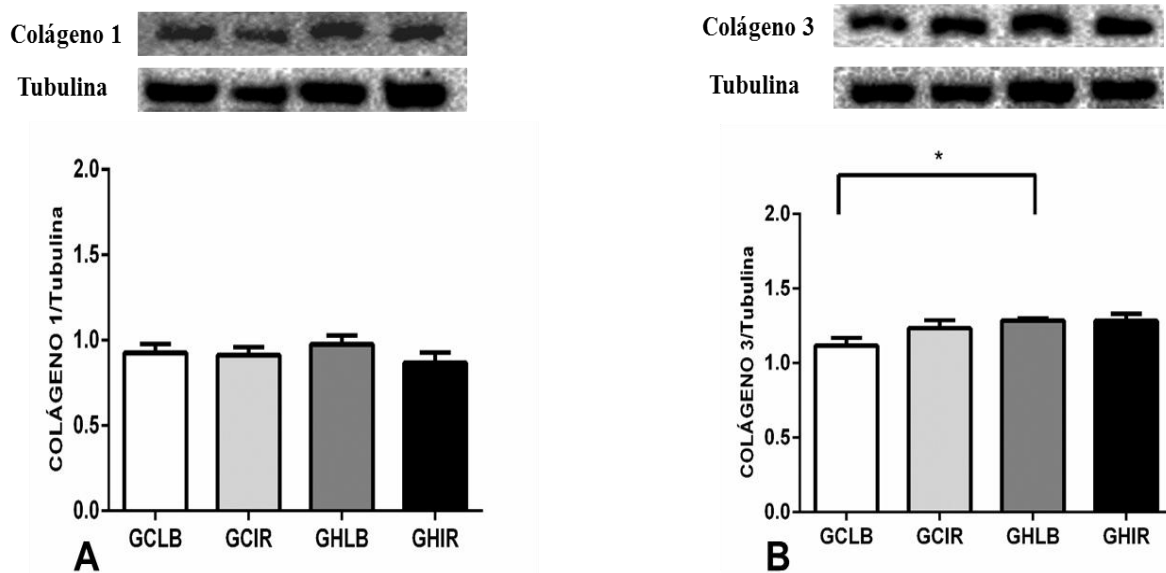 Colágeno 1
Tubulina
COLÁGENO 1/Tubulina
2.0
1.5
1.0
0.5
0.0
GCLB GCIR GHLB GHIR
A
Colágeno 3
Tubulina
*
COLÁGENO 3/Tubulina
2.0
1.5
1.0
0.5
0.0
GCLB GCIR GHLB GHIR
B